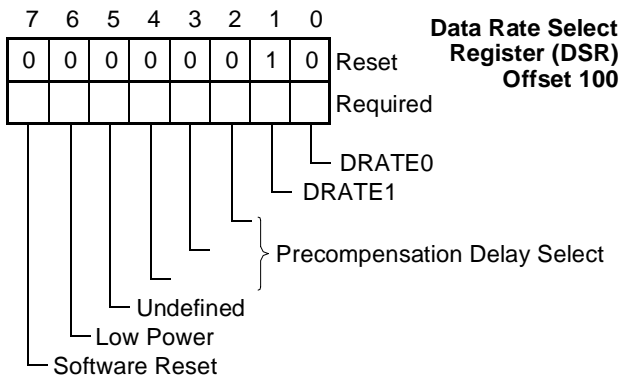 7 6 5 4 3 2 1 0
Data Rate Select
Register (DSR)
Offset 100
0 0 0 0 0 0 1 0 Reset
Required
DRATE0
DRATE1
Precompensation Delay Select
Undefined
Low Power
Software Reset